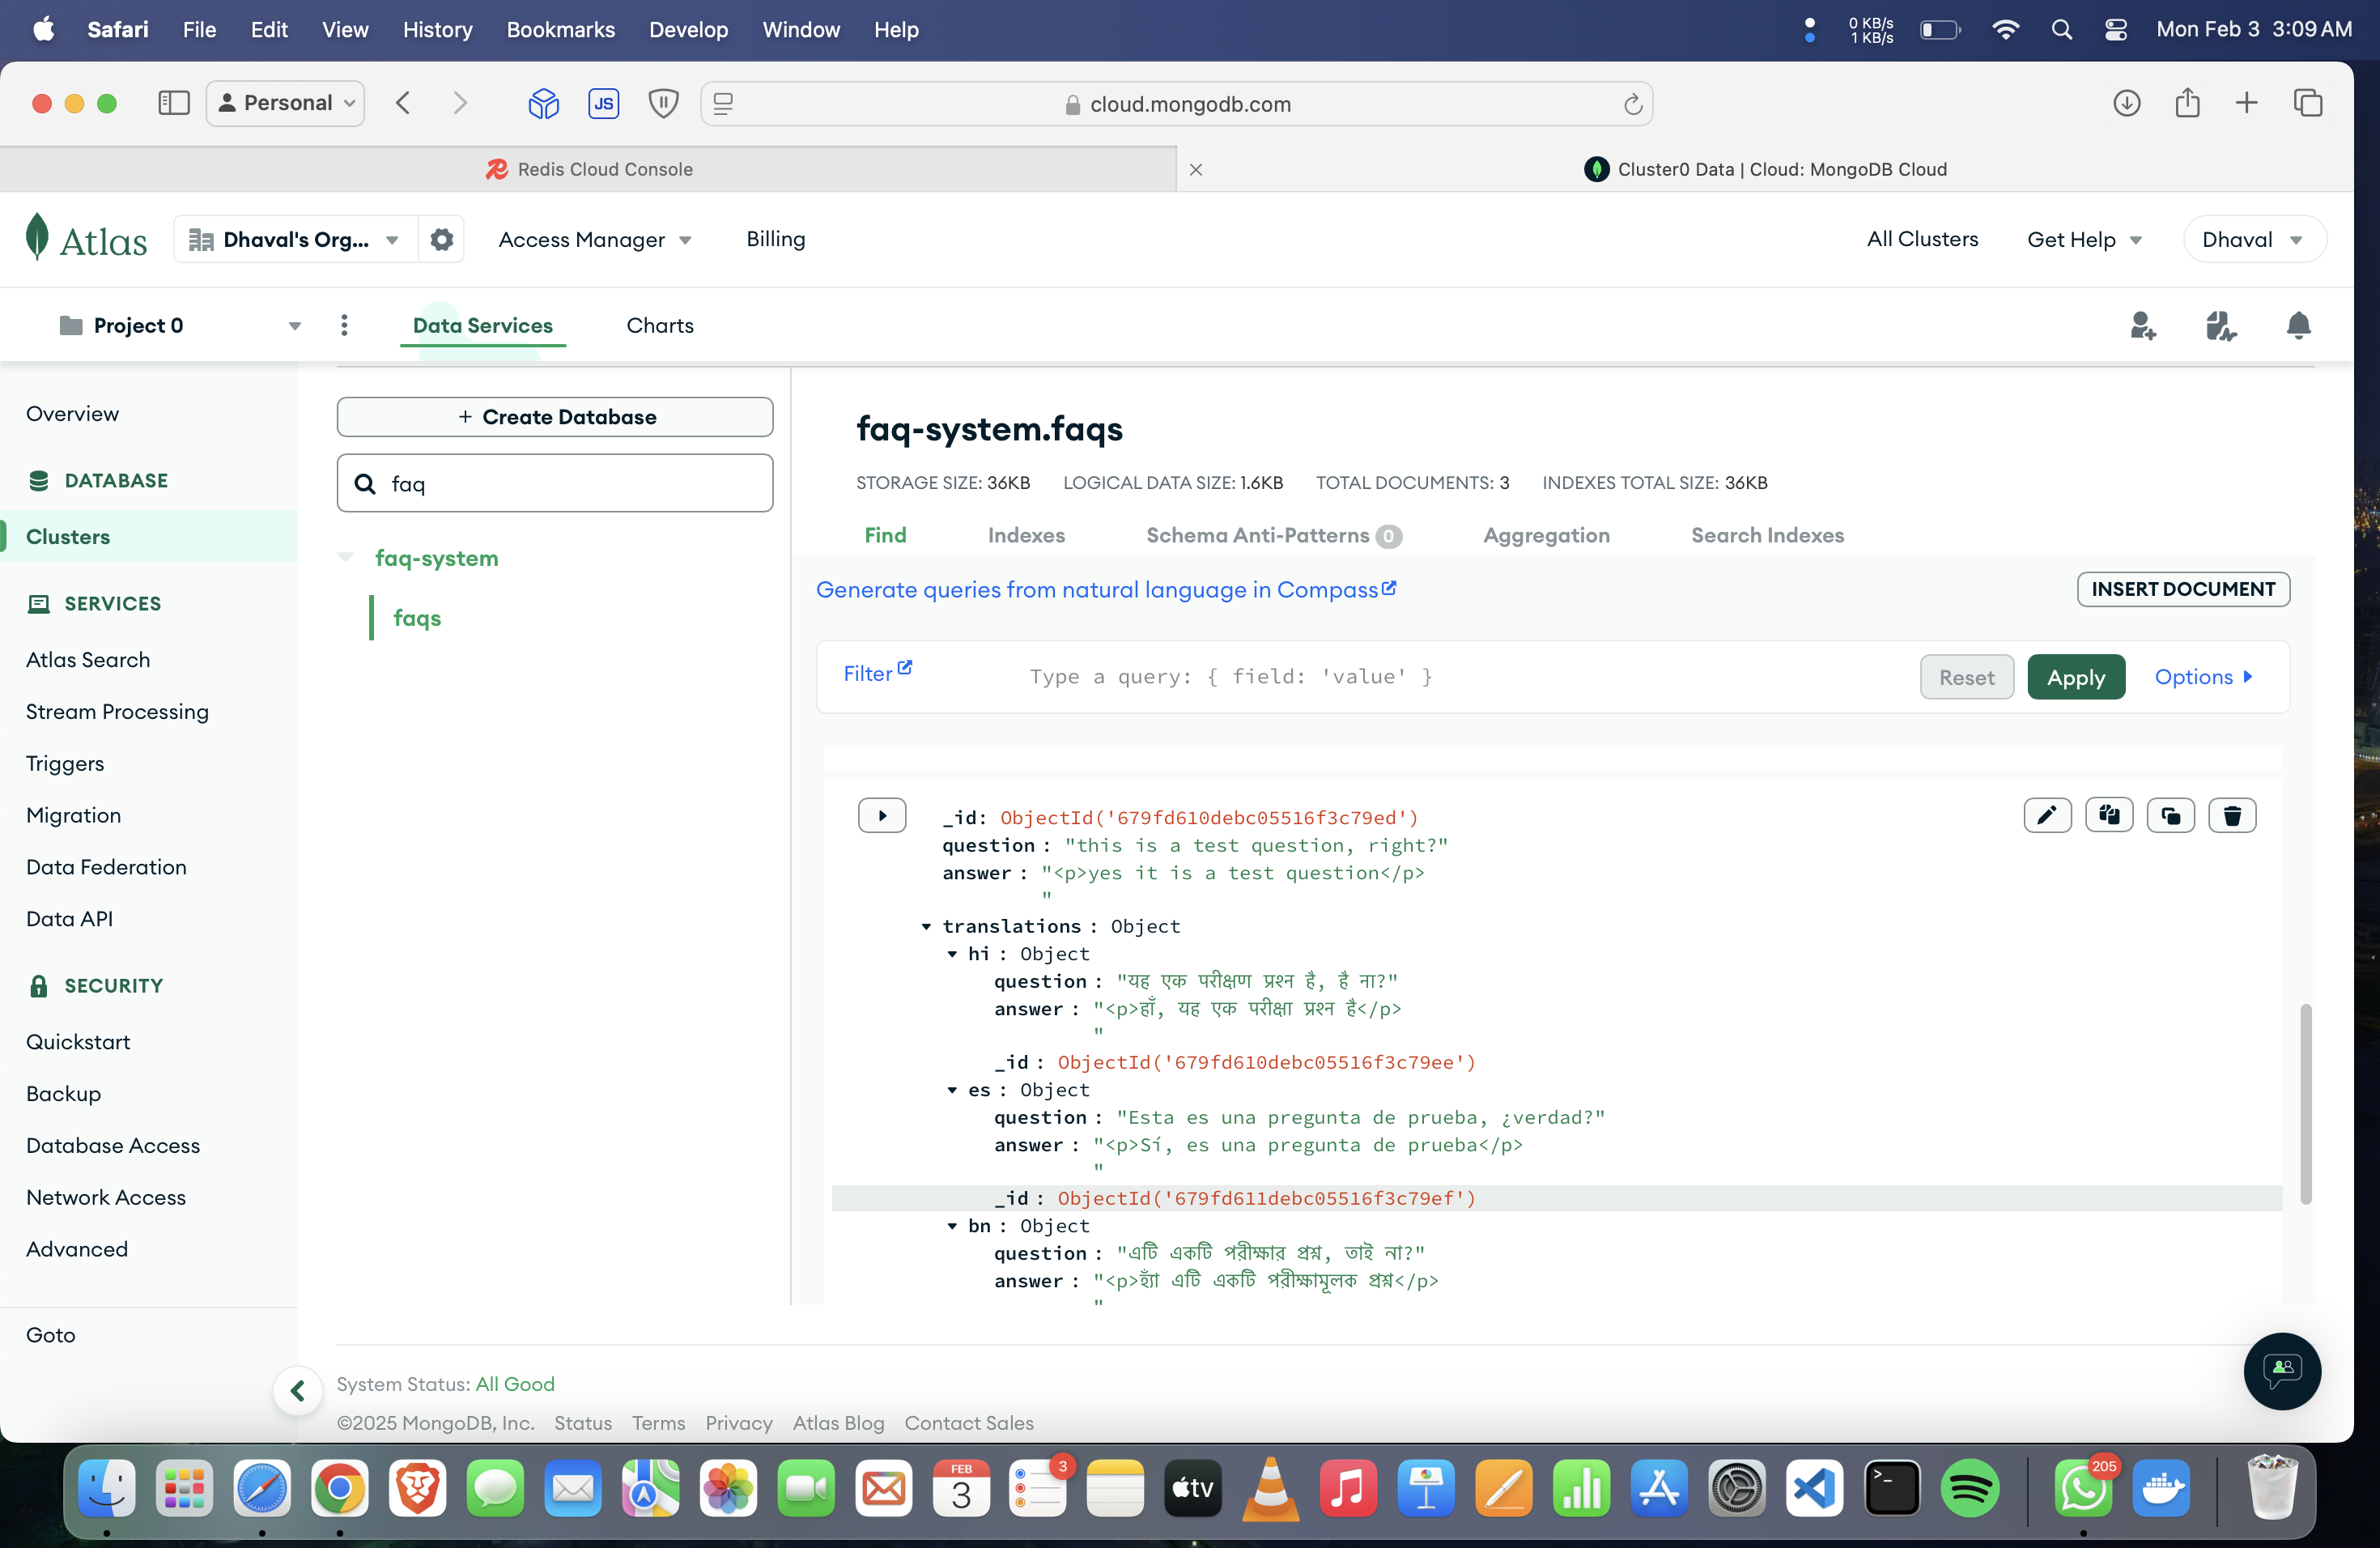 Safari File Edit View History Bookmarks Develop Window Help
0 KB/s
1 KB/s
Mon Feb 3 3:09 AM
Personal
JS
cloud.mongodb.com
Redis Cloud Console
Cluster0 Data | Cloud: MongoDB Cloud
Atlas
Dhaval's Org...
Access Manager
Billing
All Clusters
Get Help
Dhaval
Project 0
Data Services
Charts
Overview
DATABASE
Clusters
SERVICES
Atlas Search
Stream Processing
Triggers
Migration
Data Federation
Data API
SECURITY
Quickstart
Backup
Database Access
Network Access
Advanced
Goto
+ Create Database
faq
faq-system
faqs
faq-system.faqs
STORAGE SIZE: 36KB LOGICAL DATA SIZE: 1.6KB TOTAL DOCUMENTS: 3 INDEXES TOTAL SIZE: 36KB
Find Indexes Schema Anti-Patterns 0 Aggregation Search Indexes
Generate queries from natural language in Compass
INSERT DOCUMENT
Filter
Type a query: { field: 'value' }
Reset
Apply
Options
_id: ObjectId('679fd610debc05516f3c79ed')
question : "this is a test question, right?"
answer : "<p>yes it is a test question</p>
"
translations : Object
hi : Object
question : "यह एक परीक्षण प्रश्न है, है ना?"
answer : "<p>हाँ, यह एक परीक्षा प्रश्न है</p>
"
_id : ObjectId('679fd610debc05516f3c79ee')
es : Object
question : "Esta es una pregunta de prueba, ¿verdad?"
answer : "<p>Sí, es una pregunta de prueba</p>
"
_id : ObjectId('679fd611debc05516f3c79ef')
bn : Object
question : "এটি একটি পরীক্ষার প্রশ্ন, তাই না?"
answer : "<p>হ্যাঁ এটি একটি পরীক্ষামূলক প্রশ্ন</p>
"
System Status: All Good
©2025 MongoDB, Inc. Status Terms Privacy Atlas Blog Contact Sales
FEB
3
3
tv
>_
205